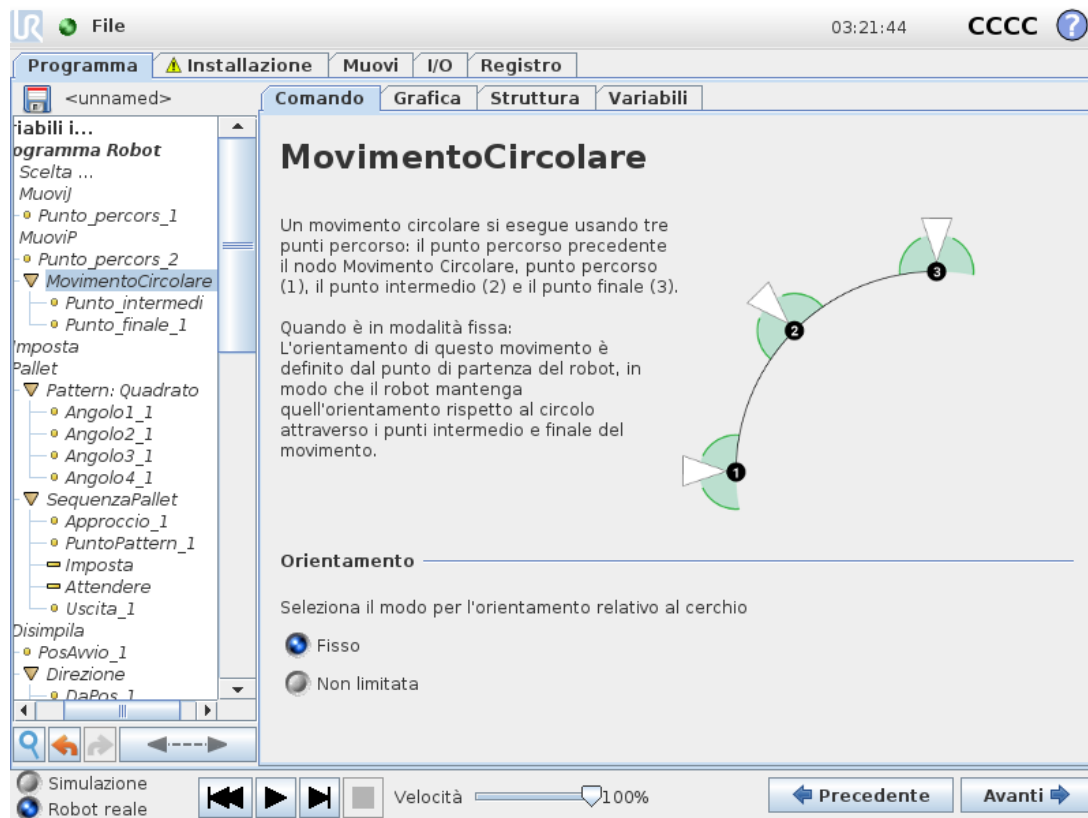 UR File 03:21:44 CCCC ?
Programma Installazione Muovi I/O Registro
<unnamed>
Comando Grafica Struttura Variabili
riabili i...
ogramma Robot
Scelta ...
MuoviJ
Punto_percors_1
MuoviP
Punto_percors_2
MovimentoCircolare
Punto_intermedi
Punto_finale_1
Imposta
Pallet
Pattern: Quadrato
Angolo1_1
Angolo2_1
Angolo3_1
Angolo4_1
SequenzaPallet
Approccio_1
PuntoPattern_1
Imposta
Attendere
Uscita_1
Disimpila
PosAvvio_1
Direzione
DaPos_1
MovimentoCircolare
Un movimento circolare si esegue usando tre
punti percorso: il punto percorso precedente
il nodo Movimento Circolare, punto percorso
(1), il punto intermedio (2) e il punto finale (3).
Quando è in modalità fissa:
L'orientamento di questo movimento è
definito dal punto di partenza del robot, in
modo che il robot mantenga
quell'orientamento rispetto al circolo
attraverso i punti intermedio e finale del
movimento.
3
2
1
Orientamento
Seleziona il modo per l'orientamento relativo al cerchio
Fisso
Non limitata
Simulazione
Robot reale
Velocità 100%
Precedente Avanti